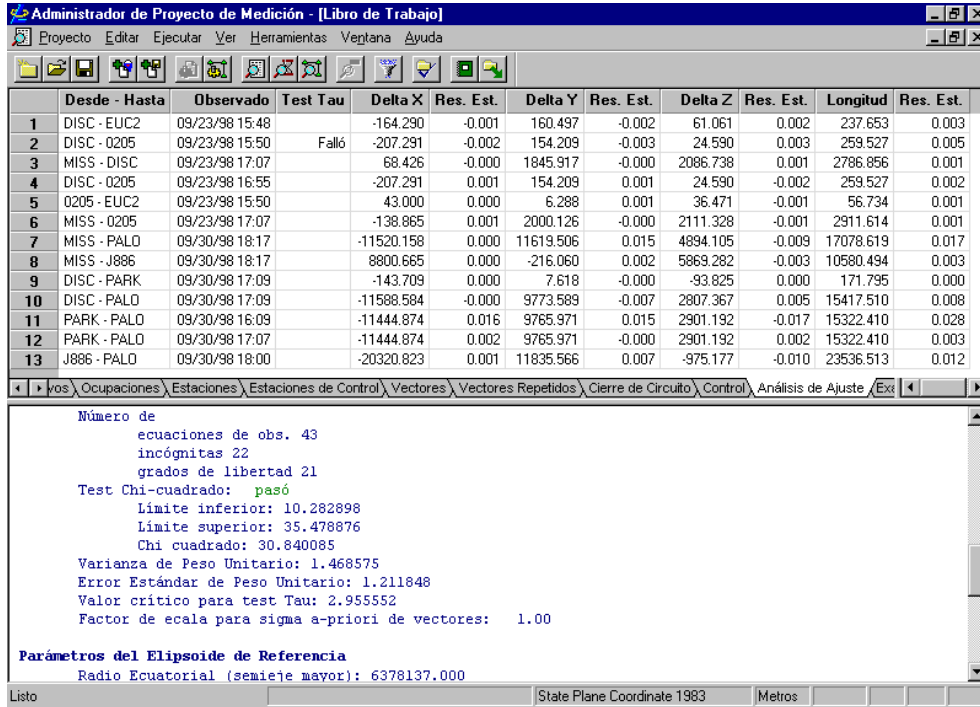 Administrador de Proyecto de Medición - [Libro de Trabajo]
Proyecto Editar Ejecutar Ver Herramientas Ventana Ayuda
Desde - Hasta Observado Test Tau Delta X Res. Est. Delta Y Res. Est. Delta Z Res. Est. Longitud Res. Est.
1 DISC - EUC2 09/23/98 15:48 -164.290 -0.001 160.497 -0.002 61.061 0.002 237.653 0.003
2 DISC - 0205 09/23/98 15:50 Falló -207.291 -0.002 154.209 -0.003 24.590 0.003 259.527 0.005
3 MISS - DISC 09/23/98 17:07 68.426 -0.000 1845.917 -0.000 2086.738 0.001 2786.856 0.001
4 DISC - 0205 09/23/98 16:55 -207.291 0.001 154.209 0.001 24.590 -0.002 259.527 0.002
5 0205 - EUC2 09/23/98 15:50 43.000 0.000 6.288 0.001 36.471 -0.001 56.734 0.001
6 MISS - 0205 09/23/98 17:07 -138.865 0.001 2000.126 -0.000 2111.328 -0.001 2911.614 0.001
7 MISS - PALO 09/30/98 18:17 -11520.158 0.000 11619.506 0.015 4894.105 -0.009 17078.619 0.017
8 MISS - J886 09/30/98 18:17 8800.665 0.000 -216.060 0.002 5869.282 -0.003 10580.494 0.003
9 DISC - PARK 09/30/98 17:09 -143.709 0.000 7.618 -0.000 -93.825 0.000 171.795 0.000
10 DISC - PALO 09/30/98 17:09 -11588.584 -0.000 9773.589 -0.007 2807.367 0.005 15417.510 0.008
11 PARK - PALO 09/30/98 16:09 -11444.874 0.016 9765.971 0.015 2901.192 -0.017 15322.410 0.028
12 PARK - PALO 09/30/98 17:07 -11444.874 0.002 9765.971 -0.000 2901.192 0.002 15322.410 0.003
13 J886 - PALO 09/30/98 18:00 -20320.823 0.001 11835.566 0.007 -975.177 -0.010 23536.513 0.012
vos Ocupaciones Estaciones Estaciones de Control Vectores Vectores Repetidos Cierre de Circuito Control Análisis de Ajuste Exa
Número de
ecuaciones de obs. 43
incógnitas 22
grados de libertad 21
Test Chi-cuadrado: pasó
Límite inferior: 10.282898
Límite superior: 35.478876
Chi cuadrado: 30.840085
Varianza de Peso Unitario: 1.468575
Error Estándar de Peso Unitario: 1.211848
Valor crítico para test Tau: 2.955552
Factor de ecala para sigma a-priori de vectores: 1.00
Parámetros del Elipsoide de Referencia
Radio Ecuatorial (semieje mayor): 6378137.000
Listo State Plane Coordinate 1983 Metros